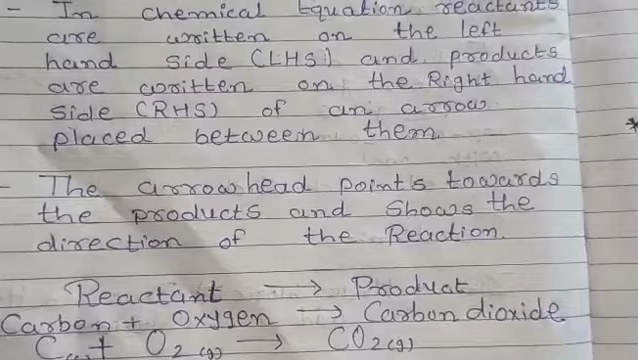 - In chemical Equation reactants
are written on the left
hand side (LHS) and products
are written on the Right hand
side (RHS) of an arrow
placed between them.
- The arrowhead points towards
the products and Shows the
direction of the Reaction.
Reactant → Product
Carbon + Oxygen → Carbon dioxide
C + O₂(g) → CO₂(g)
*